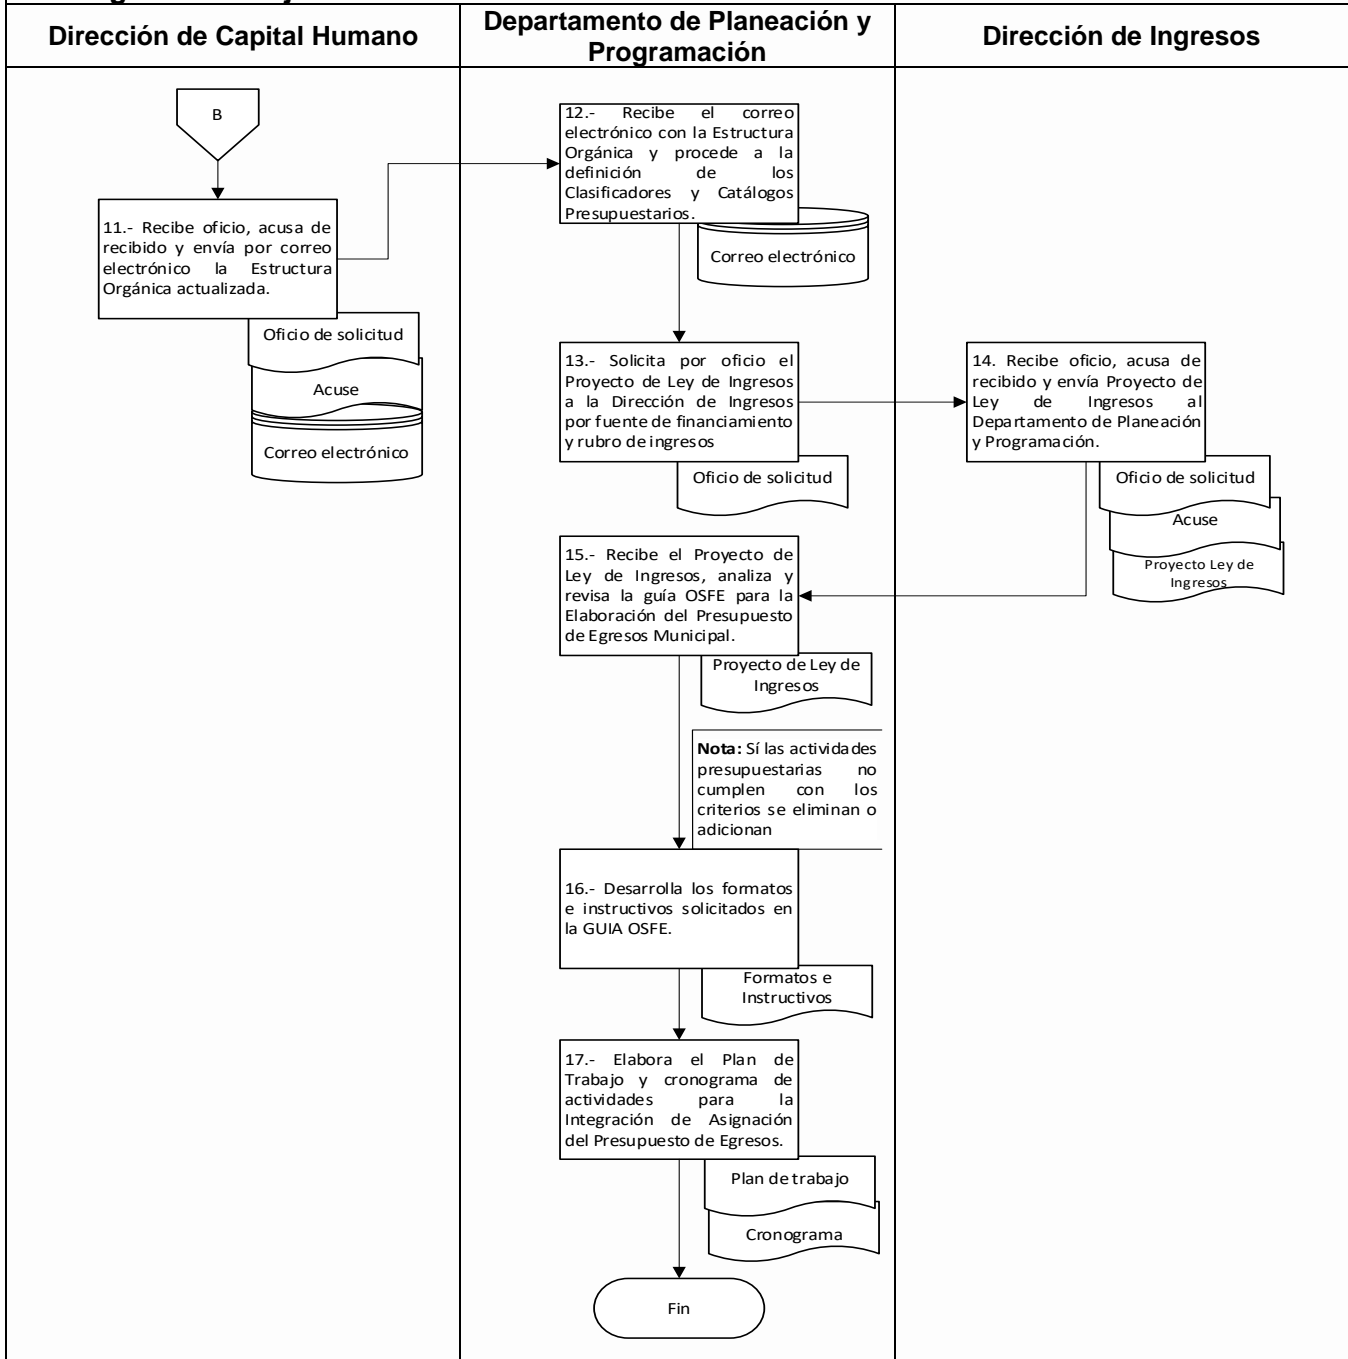 Dirección de Capital Humano
Departamento de Planeación y
Programación
Dirección de Ingresos
B
11.- Recibe oficio, acusa de
recibido y envía por correo
electrónico la Estructura
Orgánica actualizada.
Oficio de solicitud
Acuse
Correo electrónico
12.- Recibe el correo
electrónico con la Estructura
Orgánica y procede a la
definición de los
Clasificadores y Catálogos
Presupuestarios.
Correo electrónico
13.- Solicita por oficio el
Proyecto de Ley de Ingresos
a la Dirección de Ingresos
por fuente de financiamiento
y rubro de ingresos
Oficio de solicitud
14. Recibe oficio, acusa de
recibido y envía Proyecto de
Ley de Ingresos al
Departamento de Planeación
y Programación.
Oficio de solicitud
Acuse
Proyecto Ley de
Ingresos
15.- Recibe el Proyecto de
Ley de Ingresos, analiza y
revisa la guía OSFE para la
Elaboración del Presupuesto
de Egresos Municipal.
Proyecto de Ley de
Ingresos
Nota: Sí las actividades
presupuestarias no
cumplen con los
criterios se eliminan o
adicionan
16.- Desarrolla los formatos
e instructivos solicitados en
la GUIA OSFE.
Formatos e
Instructivos
17.- Elabora el Plan de
Trabajo y cronograma de
actividades para la
Integración de Asignación
del Presupuesto de Egresos.
Plan de trabajo
Cronograma
Fin